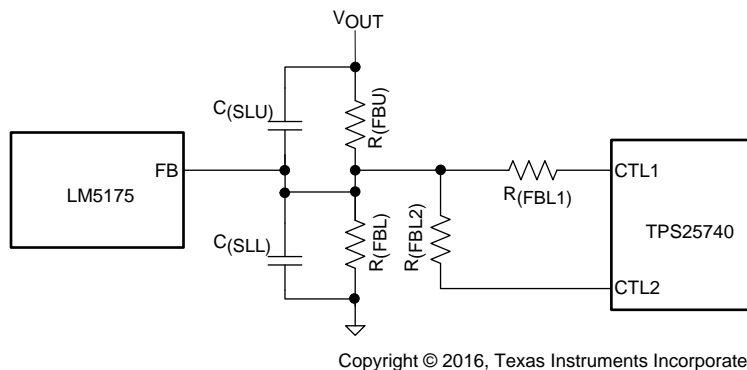 VOUT
C(SLU)
R(FBU)
FB
LM5175
CTL1
R(FBL1)
C(SLL)
R(FBL)
R(FBL2)
TPS25740
CTL2
Copyright © 2016, Texas Instruments Incorporate